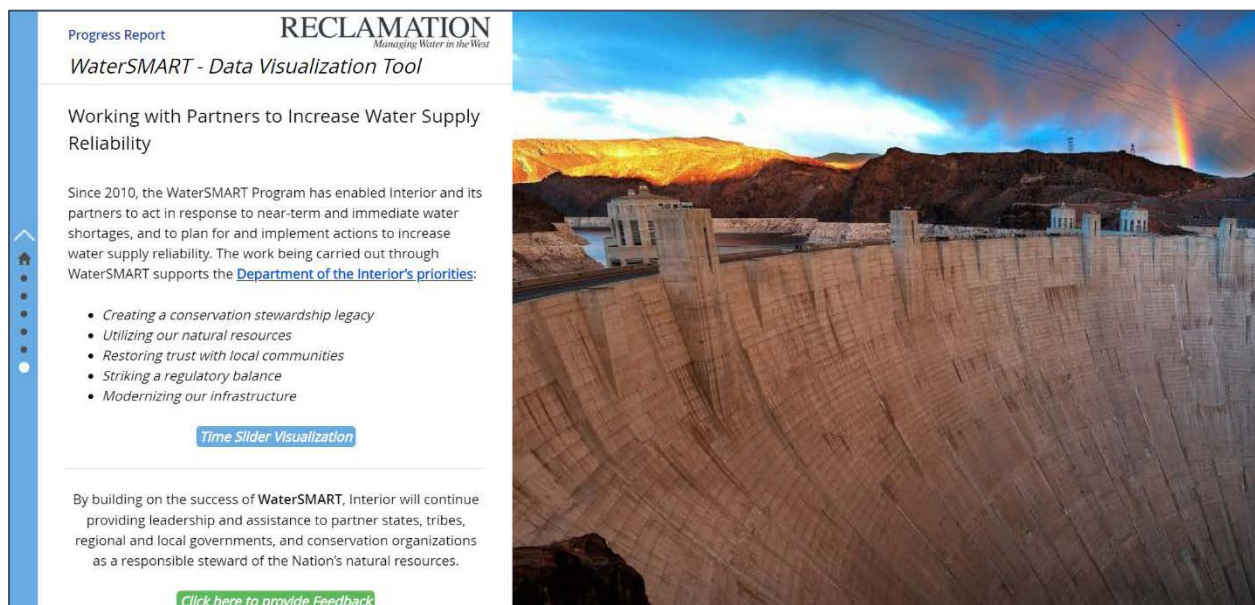 Progress Report
RECLAMATION
Managing Water in the West
WaterSMART - Data Visualization Tool
Working with Partners to Increase Water Supply
Reliability
Since 2010, the WaterSMART Program has enabled Interior and its
partners to act in response to near-term and immediate water
shortages, and to plan for and implement actions to increase
water supply reliability. The work being carried out through
WaterSMART supports the Department of the Interior's priorities:
• Creating a conservation stewardship legacy
• Utilizing our natural resources
• Restoring trust with local communities
• Striking a regulatory balance
• Modernizing our infrastructure
Time Slider Visualization
By building on the success of WaterSMART, Interior will continue
providing leadership and assistance to partner states, tribes,
regional and local governments, and conservation organizations
as a responsible steward of the Nation's natural resources.
Click here to provide Feedback